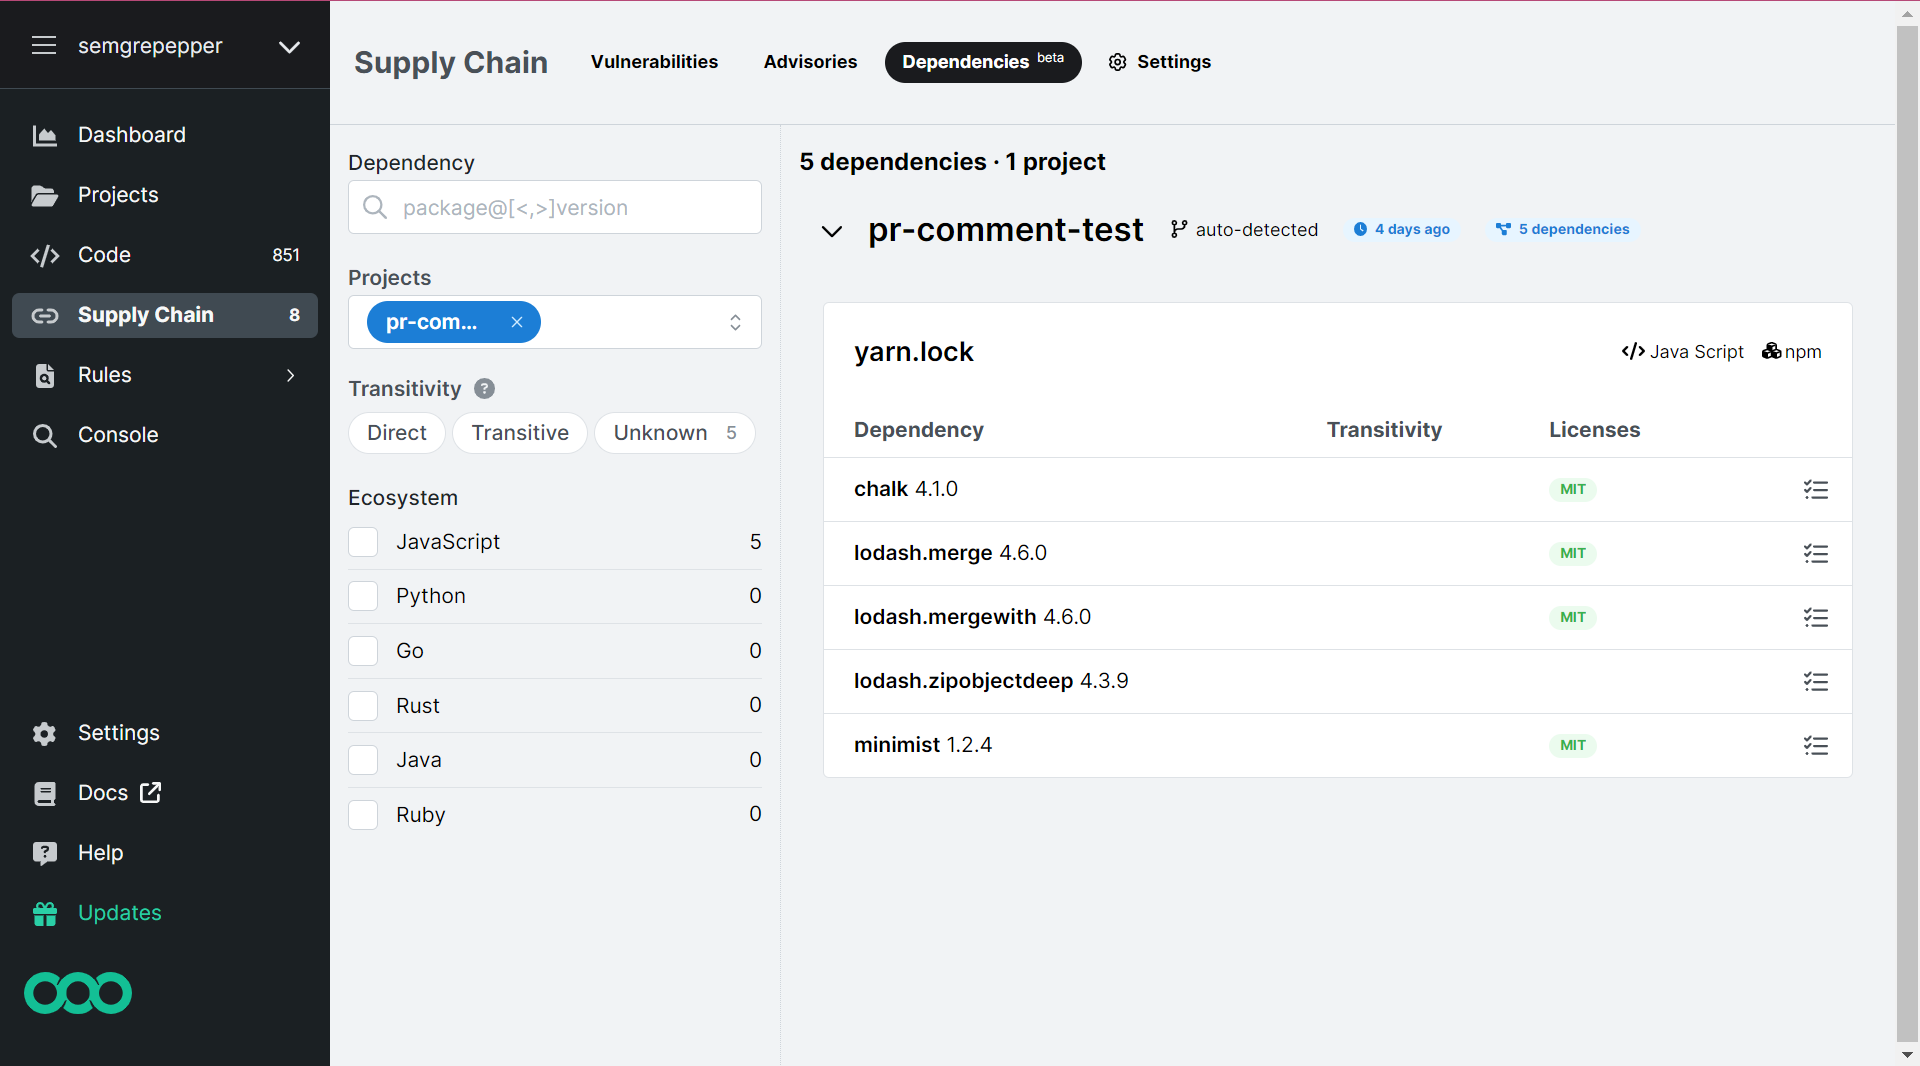 semgrepepper
Dashboard
Projects
Code 851
Supply Chain 8
Rules
Console
Settings
Docs
Help
Updates
Supply Chain Vulnerabilities Advisories Dependencies beta Settings
Dependency
package@[<,>]version
Projects
pr-com...
Transitivity ?
Direct Transitive Unknown 5
Ecosystem
JavaScript 5
Python 0
Go 0
Rust 0
Java 0
Ruby 0
5 dependencies · 1 project
pr-comment-test auto-detected 4 days ago 5 dependencies
yarn.lock </> Java Script npm
Dependency Transitivity Licenses
chalk 4.1.0 MIT
lodash.merge 4.6.0 MIT
lodash.mergewith 4.6.0 MIT
lodash.zipobjectdeep 4.3.9
minimist 1.2.4 MIT